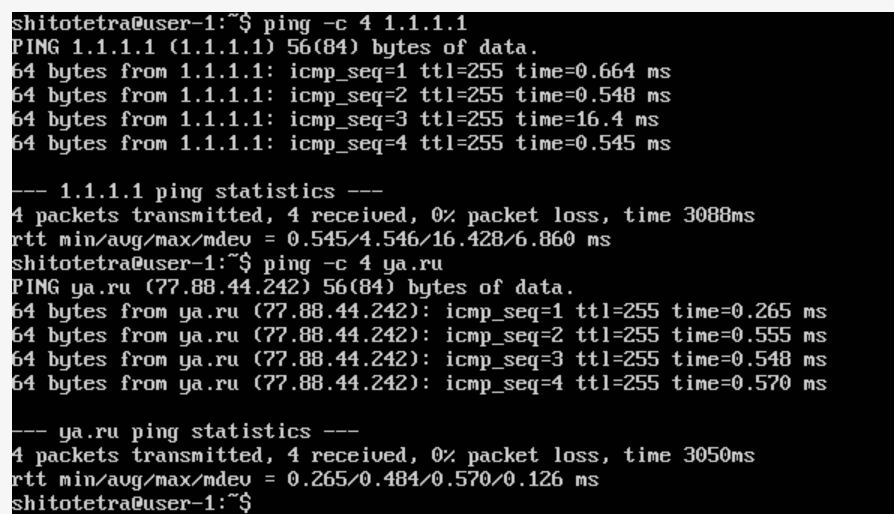 shitotetra@user-1:~$ ping -c 4 1.1.1.1
PING 1.1.1.1 (1.1.1.1) 56(84) bytes of data.
64 bytes from 1.1.1.1: icmp_seq=1 ttl=255 time=0.664 ms
64 bytes from 1.1.1.1: icmp_seq=2 ttl=255 time=0.548 ms
64 bytes from 1.1.1.1: icmp_seq=3 ttl=255 time=16.4 ms
64 bytes from 1.1.1.1: icmp_seq=4 ttl=255 time=0.545 ms
--- 1.1.1.1 ping statistics ---
4 packets transmitted, 4 received, 0% packet loss, time 3088ms
rtt min/avg/max/mdev = 0.545/4.546/16.428/6.860 ms
shitotetra@user-1:~$ ping -c 4 ya.ru
PING ya.ru (77.88.44.242) 56(84) bytes of data.
64 bytes from ya.ru (77.88.44.242): icmp_seq=1 ttl=255 time=0.265 ms
64 bytes from ya.ru (77.88.44.242): icmp_seq=2 ttl=255 time=0.555 ms
64 bytes from ya.ru (77.88.44.242): icmp_seq=3 ttl=255 time=0.548 ms
64 bytes from ya.ru (77.88.44.242): icmp_seq=4 ttl=255 time=0.570 ms
--- ya.ru ping statistics ---
4 packets transmitted, 4 received, 0% packet loss, time 3050ms
rtt min/avg/max/mdev = 0.265/0.484/0.570/0.126 ms
shitotetra@user-1:~$